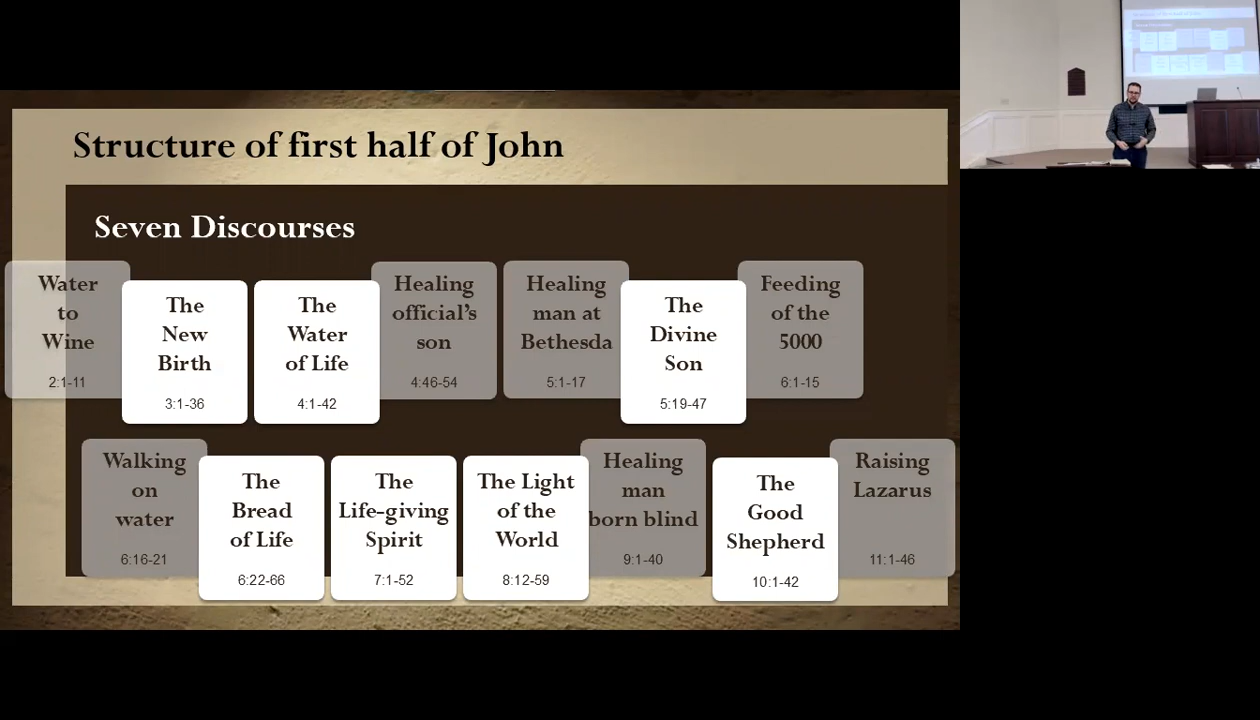 Structure of first half of John
Seven Discourses
Water
to
Wine
2:1-11
The
New
Birth
3:1-36
The
Water
of Life
4:1-42
Healing
official's
son
4:46-54
Healing
man at
Bethesda
5:1-17
The
Divine
Son
5:19-47
Feeding
of the
5000
6:1-15
Walking
on
water
6:16-21
The
Bread
of Life
6:22-66
The
Life-giving
Spirit
7:1-52
The Light
of the
World
8:12-59
Healing
man
born blind
9:1-40
The
Good
Shepherd
10:1-42
Raising
Lazarus
11:1-46